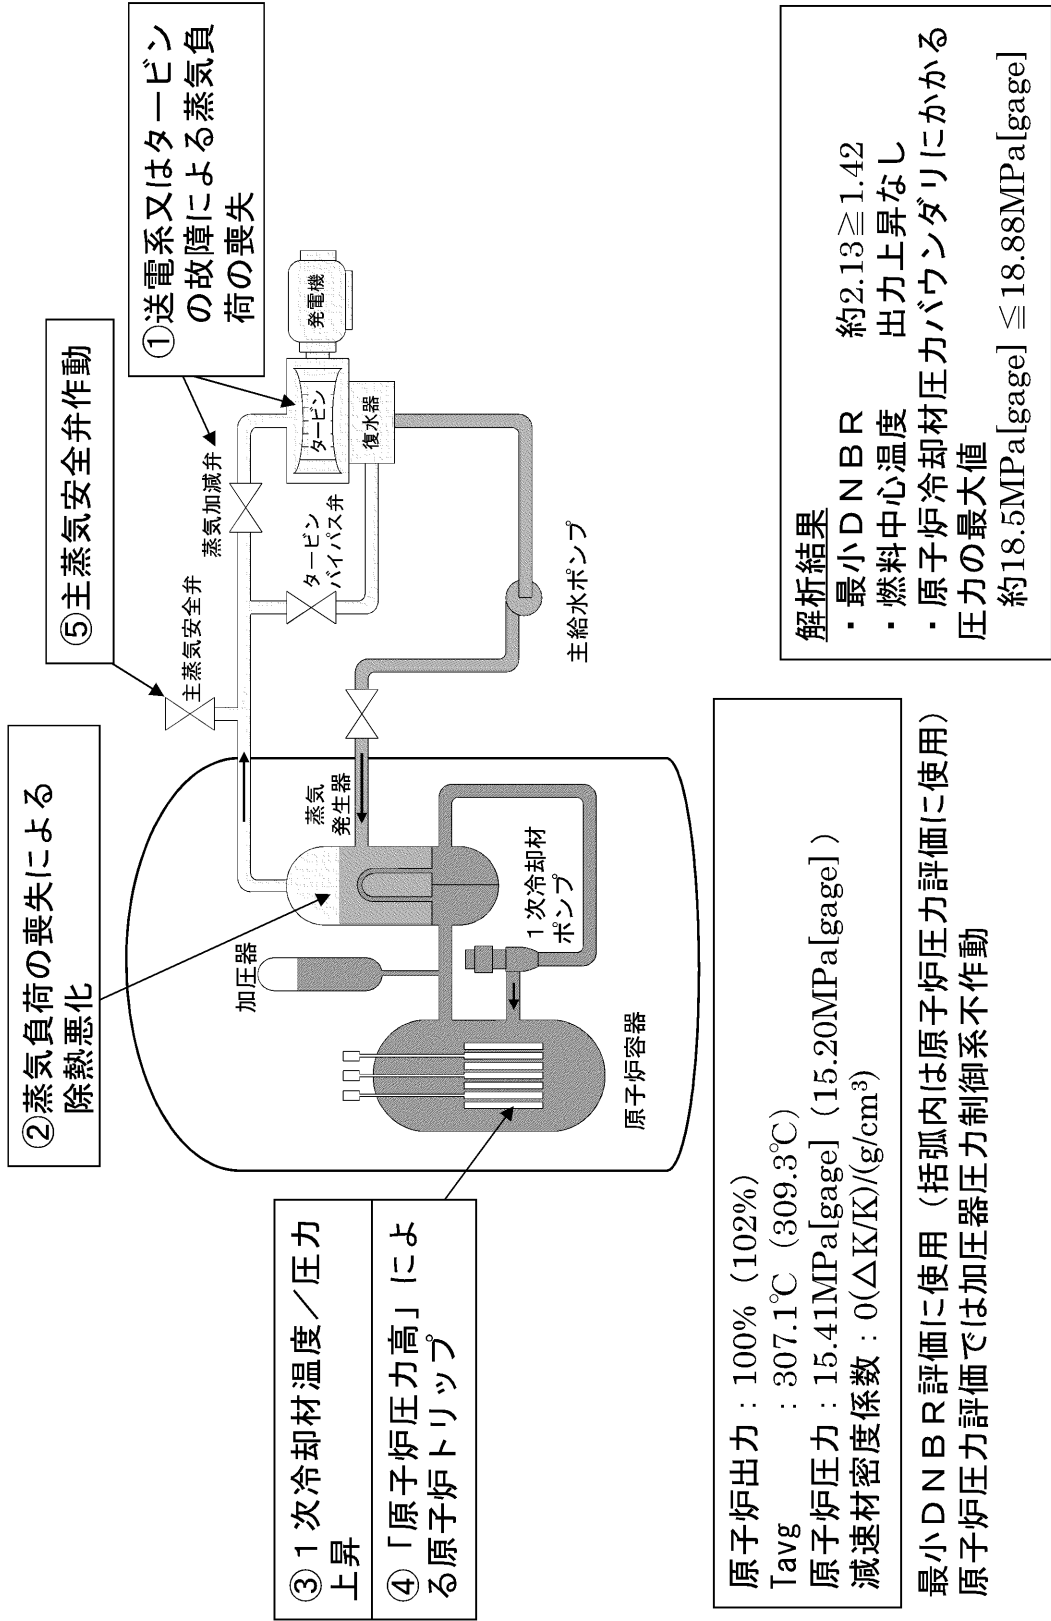 ②蒸気負荷の喪失による
除熱悪化
⑤主蒸気安全弁作動
①送電系又はタービン
の故障による蒸気負
荷の喪失
③１次冷却材温度／圧力
上昇
④「原子炉圧力高」によ
る原子炉トリップ
主蒸気安全弁
蒸気加減弁
タービン
バイパス弁
タービン
発電機
復水器
主給水ポンプ
蒸気
発生器
加圧器
１次冷却材
ポンプ
原子炉容器
原子炉出力：100%（102%）
Tavg　　　：307.1℃（309.3℃）
原子炉圧力：15.41MPa[gage]（15.20MPa[gage]）
減速材密度係数：0(△K/K)/(g/cm³)
最小ＤＮＢＲ評価に使用（括弧内は原子炉圧力評価に使用）
原子炉圧力評価では加圧器圧力制御系不作動
解析結果
・最小ＤＮＢＲ　　約2.13≧1.42
・燃料中心温度　　出力上昇なし
・原子炉冷却材圧力バウンダリにかかる
圧力の最大値
約18.5MPa[gage] ≦18.88MPa[gage]